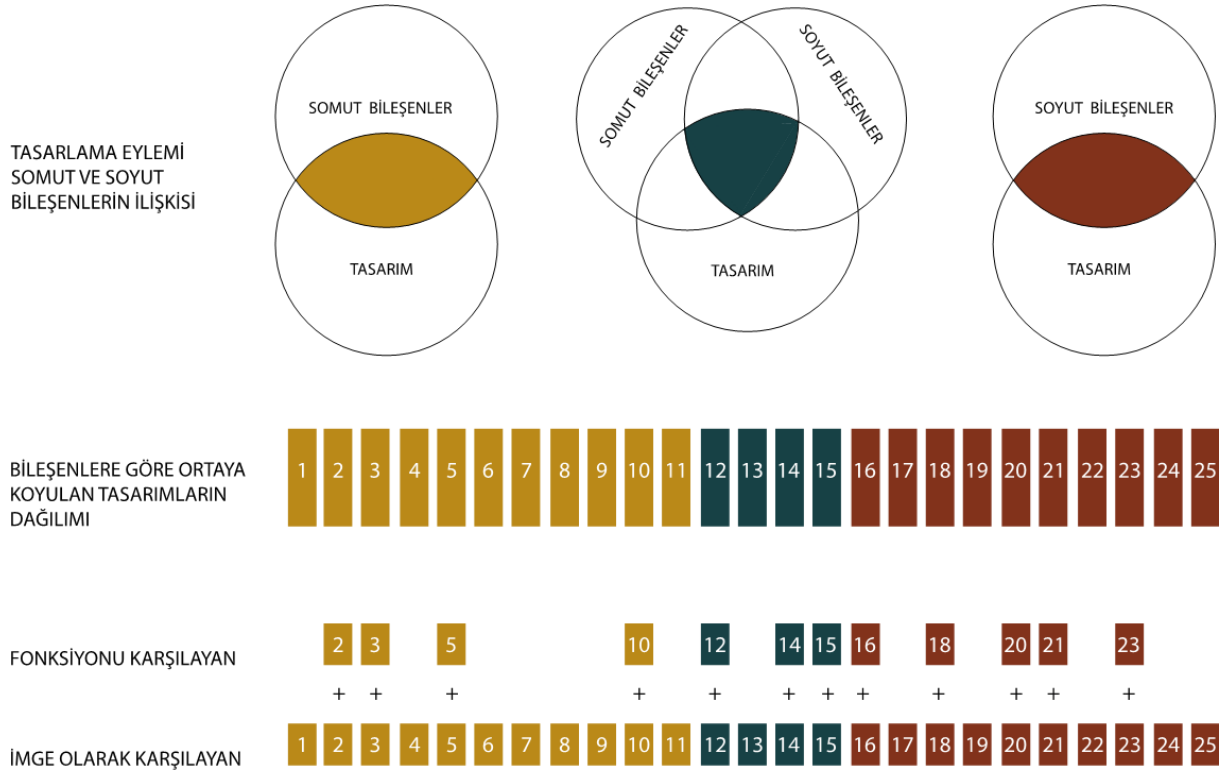 SOMUT BİLEŞENLER
SOMUT BİLEŞENLER
SOYUT BİLEŞENLER
SOYUT BİLEŞENLER
TASARLAMA EYLEMİ
SOMUT VE SOYUT
BİLEŞENLERİN İLİŞKİSİ
TASARIM
TASARIM
TASARIM
BİLEŞENLERE GÖRE ORTAYA
KOYULAN TASARIMLARIN
DAĞILIMI
1 2 3 4 5 6 7 8 9 10 11 12 13 14 15 16 17 18 19 20 21 22 23 24 25
FONKSİYONU KARŞILAYAN
2 3 5 10 12 14 15 16 18 20 21 23
+ + + + + + + + + + + +
İMGE OLARAK KARŞILAYAN
1 2 3 4 5 6 7 8 9 10 11 12 13 14 15 16 17 18 19 20 21 22 23 24 25